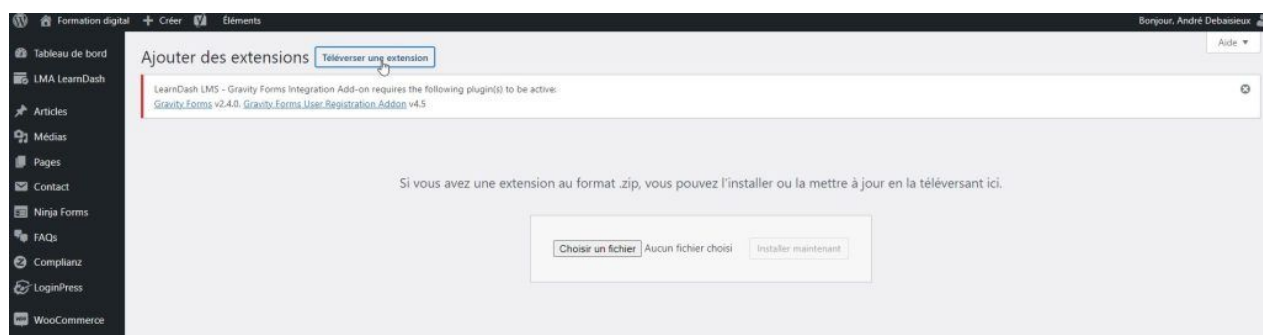 Formation digital
Créer
Éléments
Bonjour, André Debaisieux
Aide
Tableau de bord
LMA LearnDash
Articles
Médias
Pages
Contact
Ninja Forms
FAQs
Complianz
LoginPress
WooCommerce
Ajouter des extensions
Téléverser une extension
LearnDash LMS - Gravity Forms Integration Add-on requires the following plugin(s) to be active:
Gravity Forms v2.4.0, Gravity Forms User Registration Addon v4.5
Si vous avez une extension au format .zip, vous pouvez l'installer ou la mettre à jour en la téléversant ici.
Choisir un fichier Aucun fichier choisi
Installer maintenant